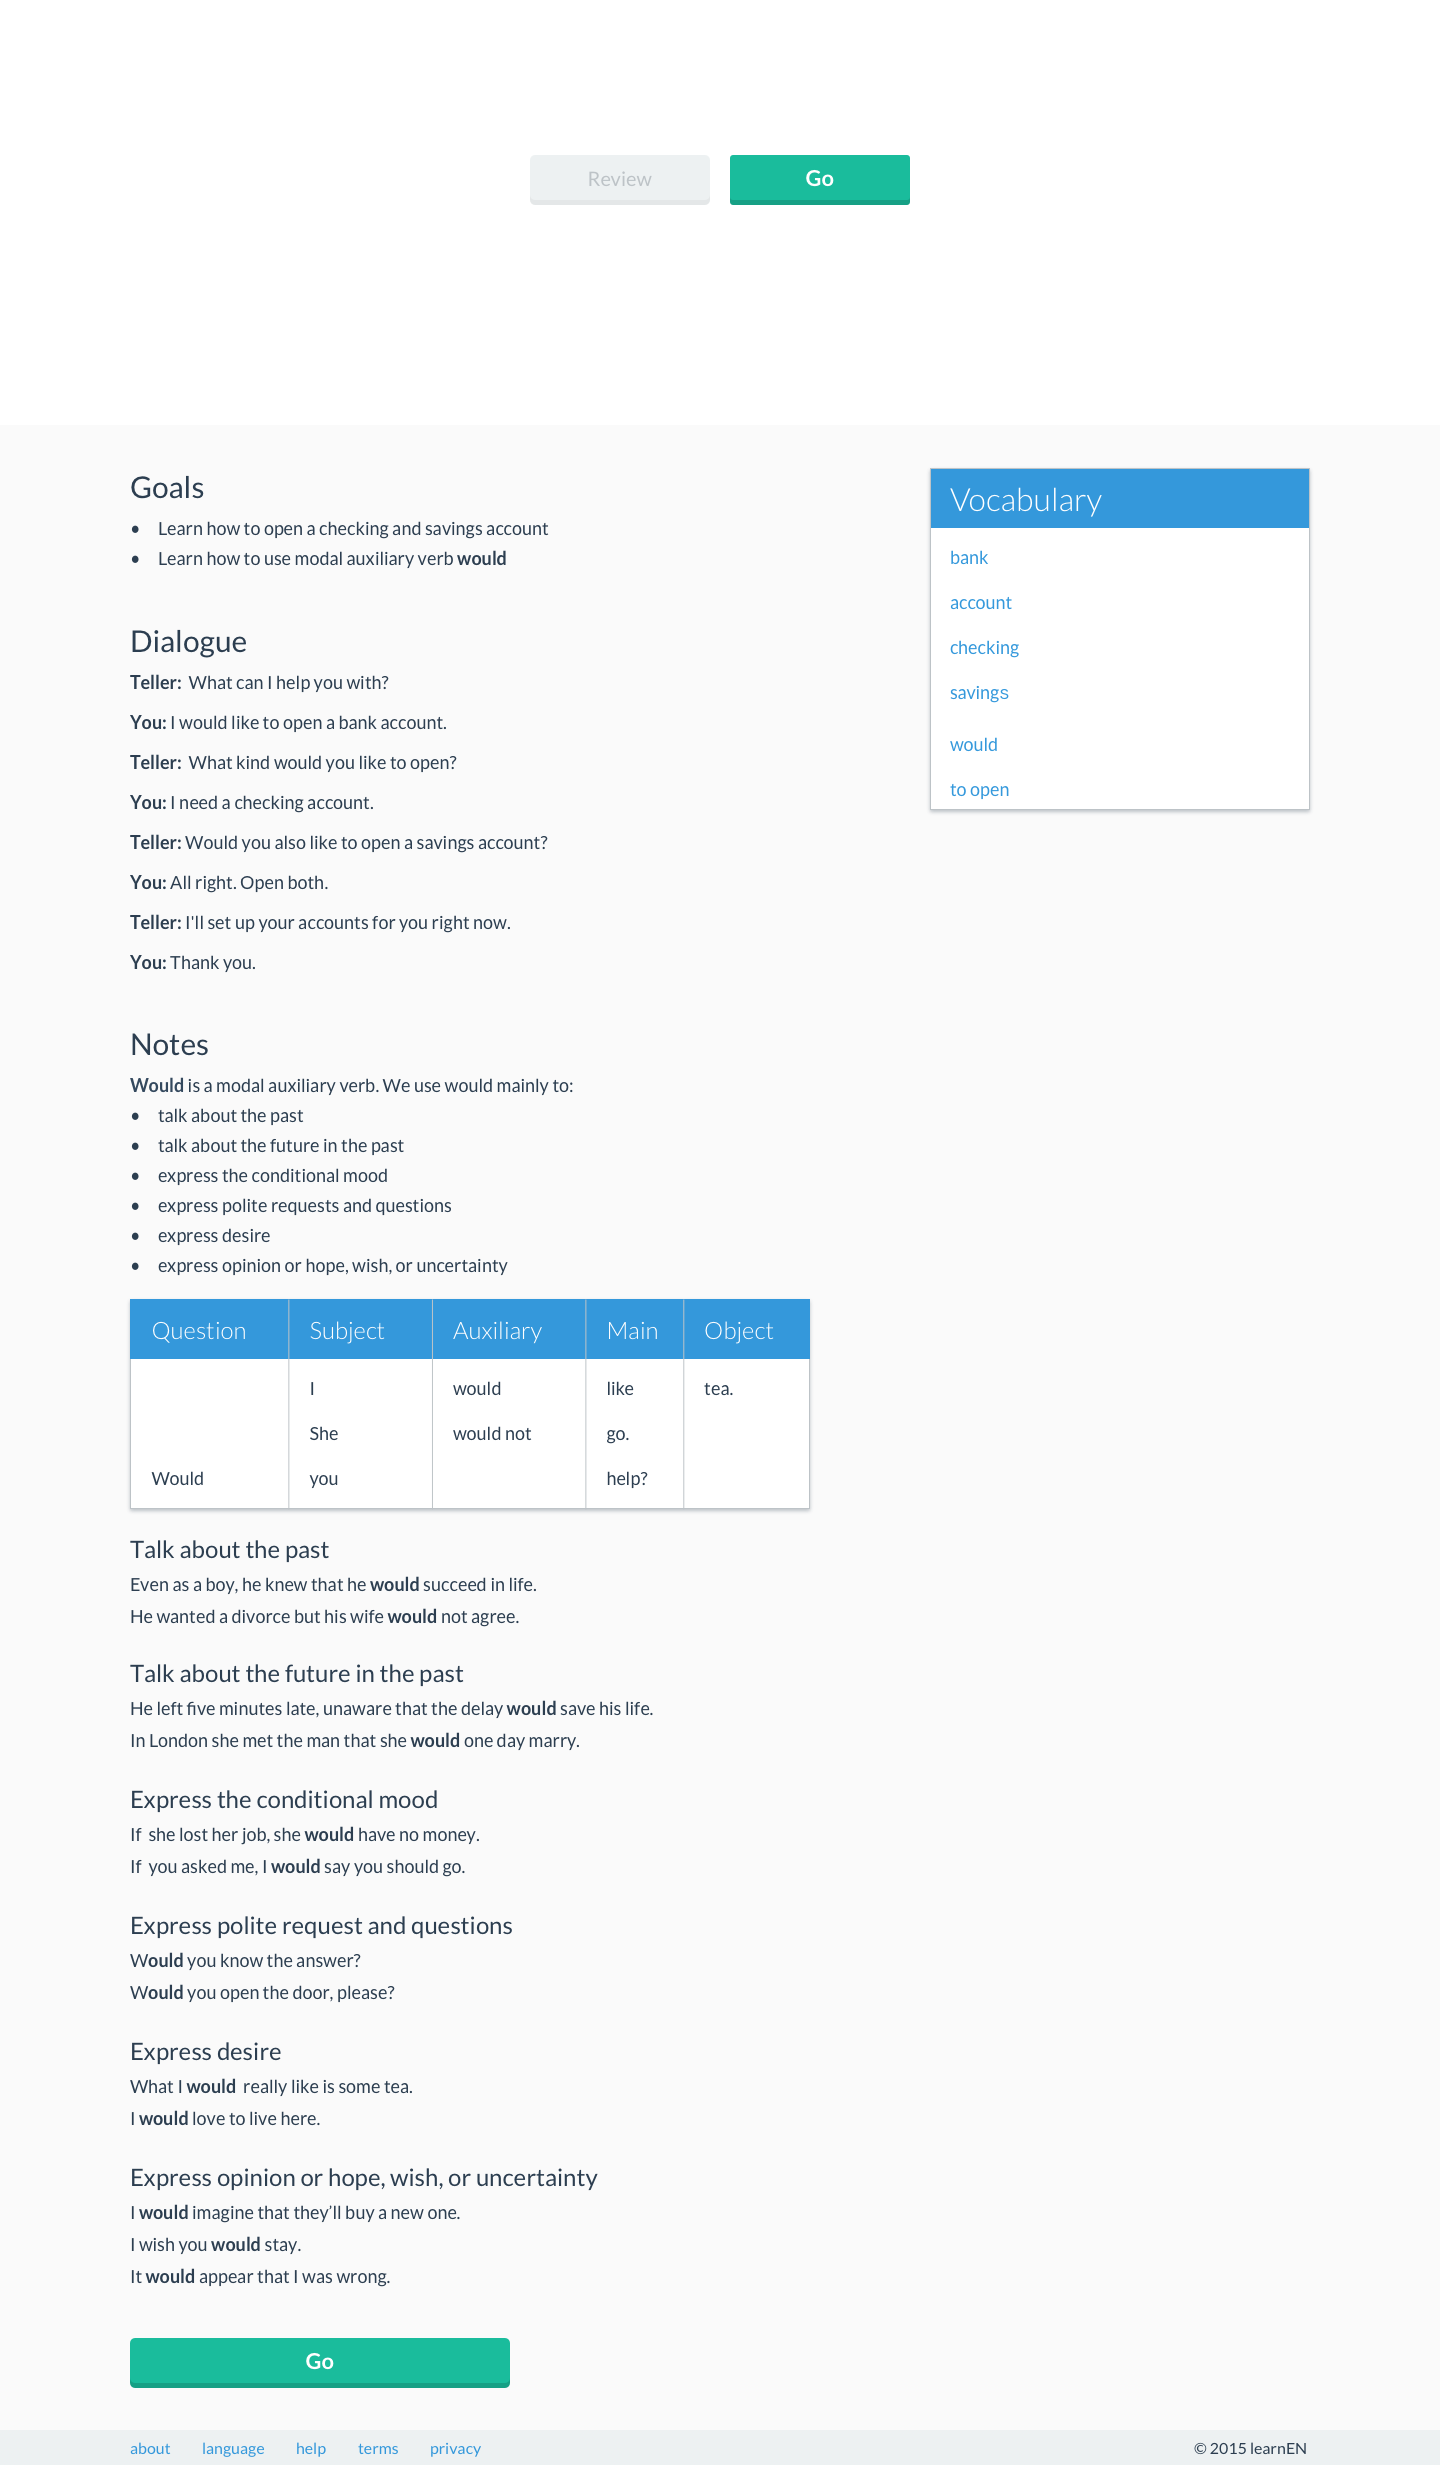 Review
Go
Goals
• Learn how to open a checking and savings account
• Learn how to use modal auxiliary verb would
Dialogue
Teller: What can I help you with?
You: I would like to open a bank account.
Teller: What kind would you like to open?
You: I need a checking account.
Teller: Would you also like to open a savings account?
You: All right. Open both.
Teller: I'll set up your accounts for you right now.
You: Thank you.
Vocabulary
bank
account
checking
savings
would
to open
Notes
Would is a modal auxiliary verb. We use would mainly to:
• talk about the past
• talk about the future in the past
• express the conditional mood
• express polite requests and questions
• express desire
• express opinion or hope, wish, or uncertainty
Question Subject Auxiliary Main Object
I would like tea.
She would not go.
Would you help?
Talk about the past
Even as a boy, he knew that he would succeed in life.
He wanted a divorce but his wife would not agree.
Talk about the future in the past
He left five minutes late, unaware that the delay would save his life.
In London she met the man that she would one day marry.
Express the conditional mood
If she lost her job, she would have no money.
If you asked me, I would say you should go.
Express polite request and questions
Would you know the answer?
Would you open the door, please?
Express desire
What I would really like is some tea.
I would love to live here.
Express opinion or hope, wish, or uncertainty
I would imagine that they'll buy a new one.
I wish you would stay.
It would appear that I was wrong.
Go
about language help terms privacy © 2015 learnEN